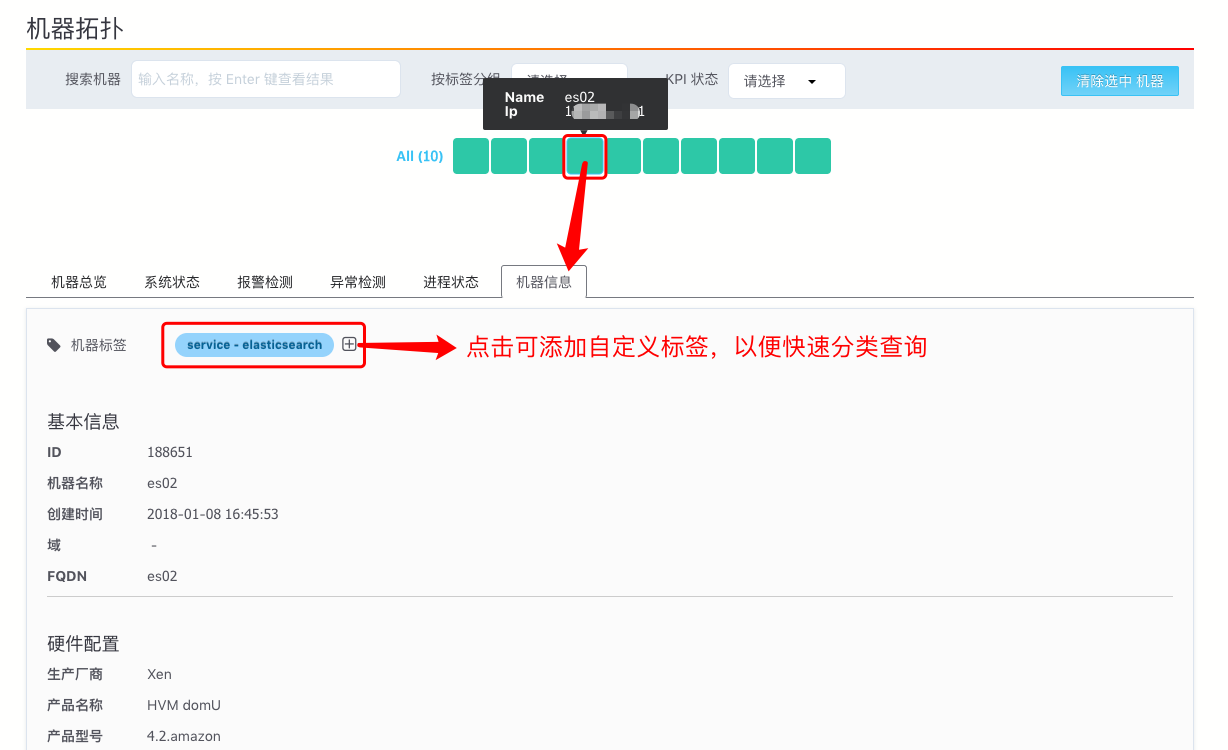 机器拓扑
搜索机器 输入名称，按 Enter 键查看结果 按标签分组 请选择 KPI 状态 请选择 清除选中 机器
Name es02
Ip
All (10)
机器总览 系统状态 报警检测 异常检测 进程状态 机器信息
机器标签 service - elasticsearch 点击可添加自定义标签，以便快速分类查询
基本信息
ID 188651
机器名称 es02
创建时间 2018-01-08 16:45:53
域 -
FQDN es02
硬件配置
生产厂商 Xen
产品名称 HVM domU
产品型号 4.2.amazon